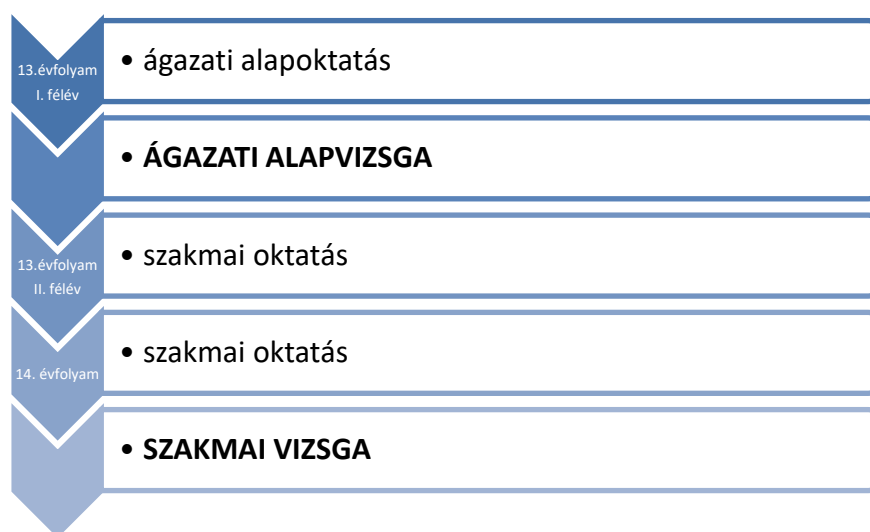 13.évfolyam
I. félév
• ágazati alapoktatás
• ÁGAZATI ALAPVIZSGA
13.évfolyam
II. félév
• szakmai oktatás
14. évfolyam
• szakmai oktatás
• SZAKMAI VIZSGA